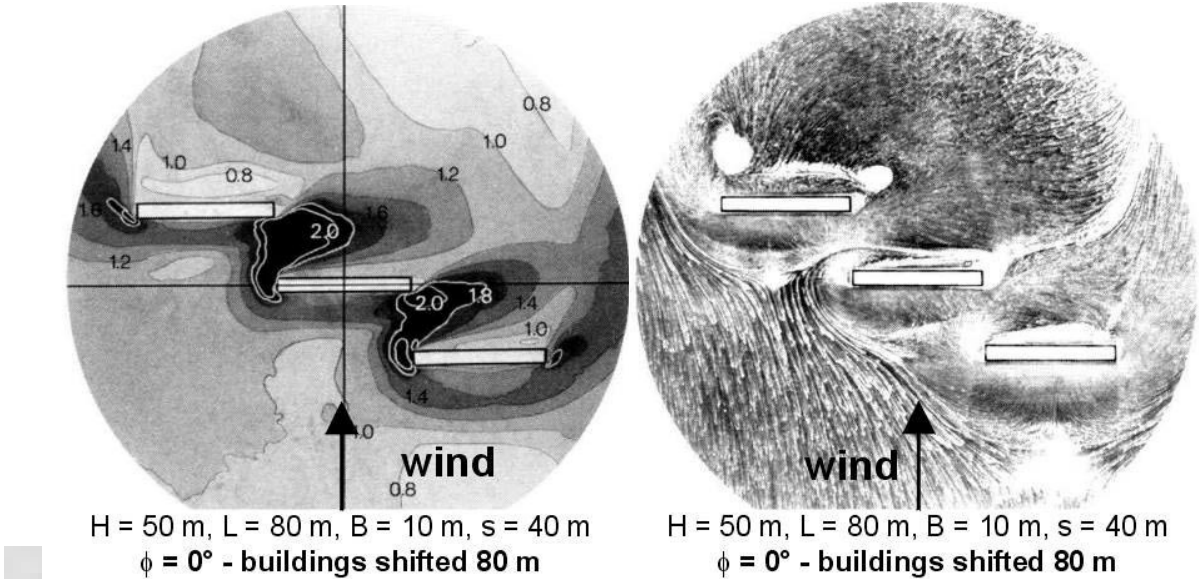 0.8
1.4
1.0
1.0
0.8
1.2
1.6
1.6
2.0
1.2
2.0
1.8
1.4
1.0
1.4
1.0
wind
0.8
wind
H = 50 m, L = 80 m, B = 10 m, s = 40 m
ϕ = 0° - buildings shifted 80 m
H = 50 m, L = 80 m, B = 10 m, s = 40 m
ϕ = 0° - buildings shifted 80 m